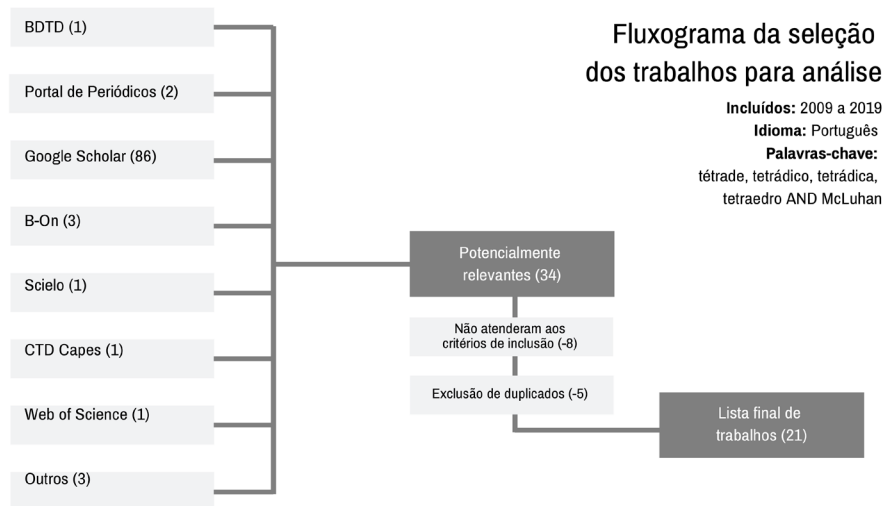 Fluxograma da seleção
dos trabalhos para análise
Incluídos: 2009 a 2019
Idioma: Português
Palavras-chave:
tétrade, tetrádico, tetrádica,
tetraedro AND McLuhan
BDTD (1)
Portal de Periódicos (2)
Google Scholar (86)
B-On (3)
Scielo (1)
CTD Capes (1)
Web of Science (1)
Outros (3)
Potencialmente
relevantes (34)
Não atenderam aos
critérios de inclusão (-8)
Exclusão de duplicados (-5)
Lista final de
trabalhos (21)